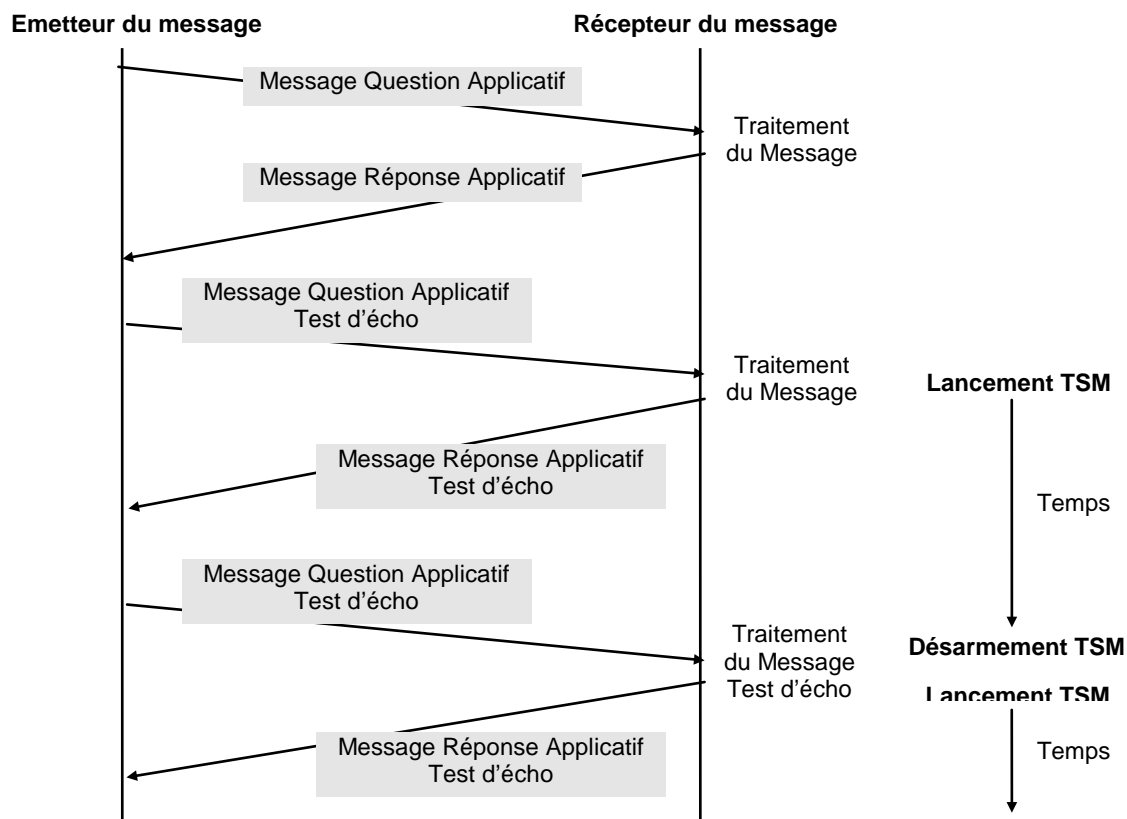 Emetteur du message
Récepteur du message
Message Question Applicatif
Traitement
du Message
Message Réponse Applicatif
Message Question Applicatif
Test d’écho
Traitement
du Message
Lancement TSM
Message Réponse Applicatif
Test d’écho
Temps
Message Question Applicatif
Test d’écho
Traitement
du Message
Test d’écho
Désarmement TSM
Lancement TSM
Message Réponse Applicatif
Test d’écho
Temps